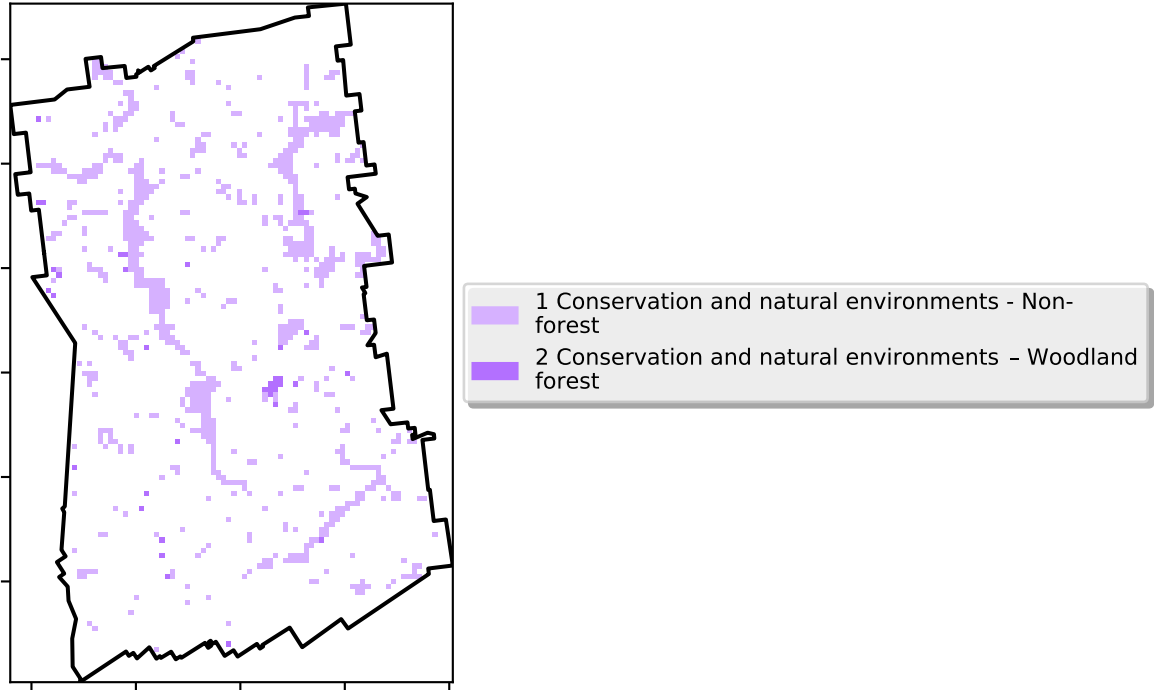 1 Conservation and natural environments - Non-
forest
2 Conservation and natural environments – Woodland
forest